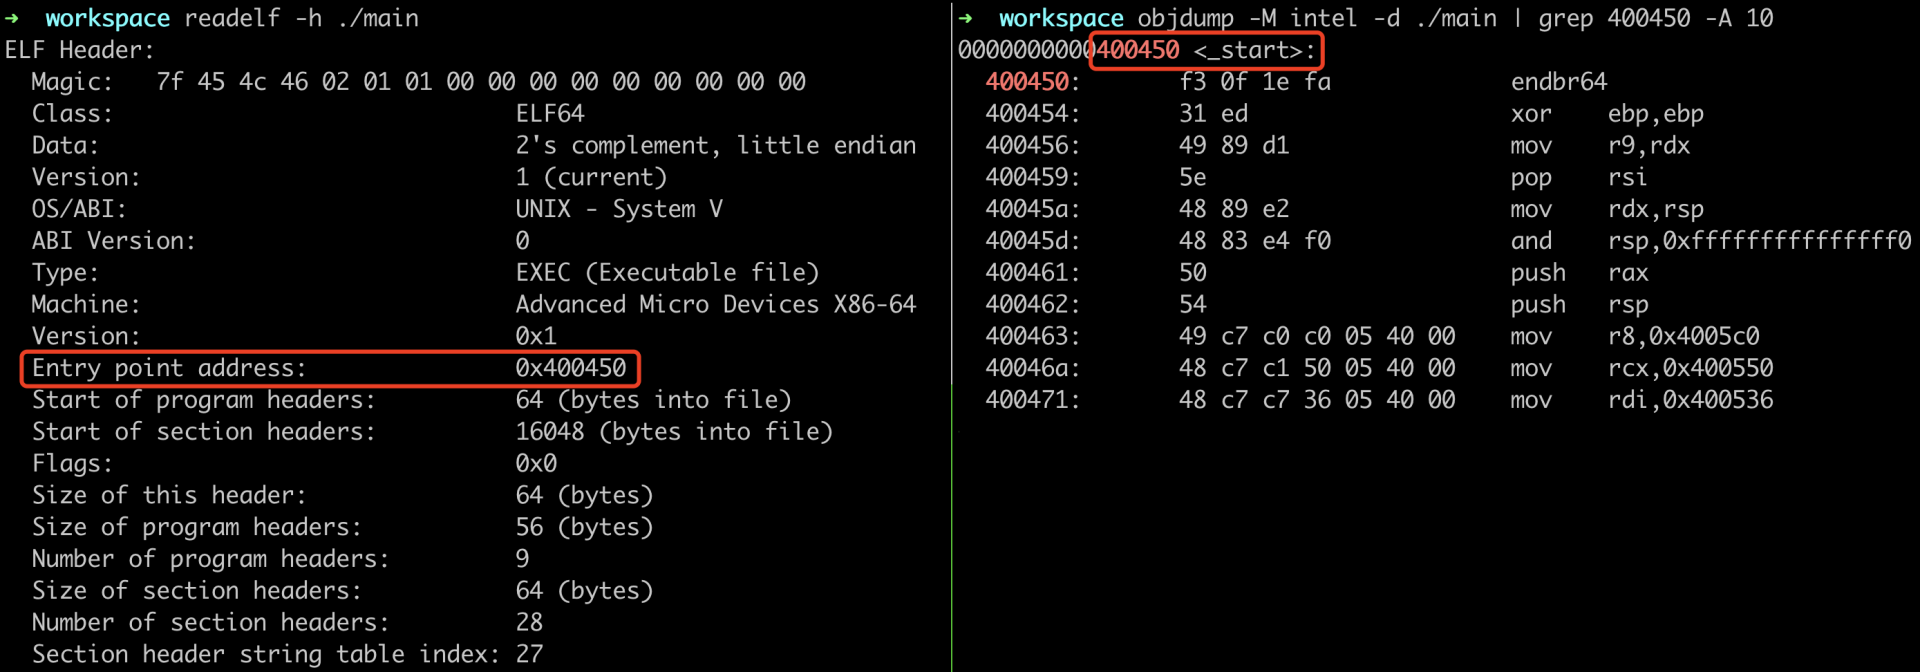 → workspace readelf -h ./main
ELF Header:
  Magic:   7f 45 4c 46 02 01 01 00 00 00 00 00 00 00 00 00
  Class:                             ELF64
  Data:                              2's complement, little endian
  Version:                           1 (current)
  OS/ABI:                            UNIX - System V
  ABI Version:                       0
  Type:                              EXEC (Executable file)
  Machine:                           Advanced Micro Devices X86-64
  Version:                           0x1
  Entry point address:               0x400450
  Start of program headers:          64 (bytes into file)
  Start of section headers:          16048 (bytes into file)
  Flags:                             0x0
  Size of this header:               64 (bytes)
  Size of program headers:           56 (bytes)
  Number of program headers:         9
  Size of section headers:           64 (bytes)
  Number of section headers:         28
  Section header string table index: 27
→ workspace objdump -M intel -d ./main | grep 400450 -A 10
0000000000400450 <_start>:
  400450:       f3 0f 1e fa             endbr64
  400454:       31 ed                   xor    ebp,ebp
  400456:       49 89 d1                mov    r9,rdx
  400459:       5e                      pop    rsi
  40045a:       48 89 e2                mov    rdx,rsp
  40045d:       48 83 e4 f0             and    rsp,0xfffffffffffffff0
  400461:       50                      push   rax
  400462:       54                      push   rsp
  400463:       49 c7 c0 c0 05 40 00    mov    r8,0x4005c0
  40046a:       48 c7 c1 50 05 40 00    mov    rcx,0x400550
  400471:       48 c7 c7 36 05 40 00    mov    rdi,0x400536